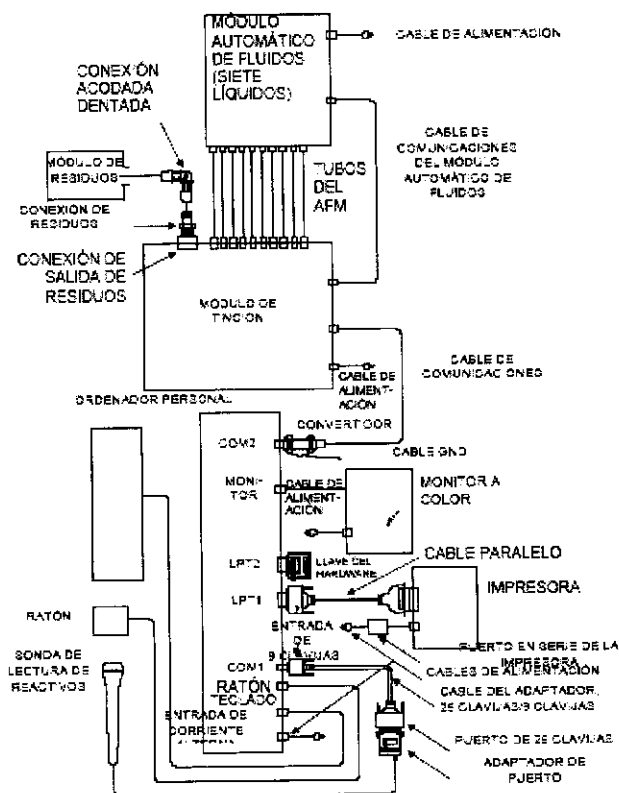 MÓDULO
AUTOMÁTICO
DE FLUIDOS
(SIETE
LÍQUIDOS)
CABLE DE ALIMENTACIÓN
CONEXIÓN
ACODADA
DENTADA
MÓDULO DE
RESIDUOS
CONEXIÓN DE
RESIDUOS
TUBOS
DEL
AFM
CABLE DE
COMUNICACIONES
DEL MÓDULO
AUTOMÁTICO DE
FLUIDOS
CONEXIÓN DE
SALIDA DE
RESIDUOS
MÓDULO DE
TINCIÓN
CABLE DE
COMUNICACIONES
CABLE DE
ALIMENT-
ACIÓN
ORDENADOR PERSONAL
CONVERTIDOR
COM2
CABLE GND
MONI-
TOR
CABLE DE
ALIMENT-
ACIÓN
MONITOR A
COLOR
LPT2
LLAVE DEL
HARDWARE
CABLE PARALELO
LPT1
IMPRESORA
RATÓN
ENTRADA
DE
9 CLAVIJAS
PUERTO EN SERIE DE LA
IMPRESORA
SONDA DE
LECTURA DE
REACTIVOS
COM1
CABLES DE ALIMENTACIÓN
RATÓN
TECLADO
CABLE DEL ADAPTADOR,
25 CLAVIJAS/9 CLAVIJAS
ENTRADA DE
CORRIENTE
ALTERNA
PUERTO DE 25 CLAVIJAS
ADAPTADOR DE
PUERTO